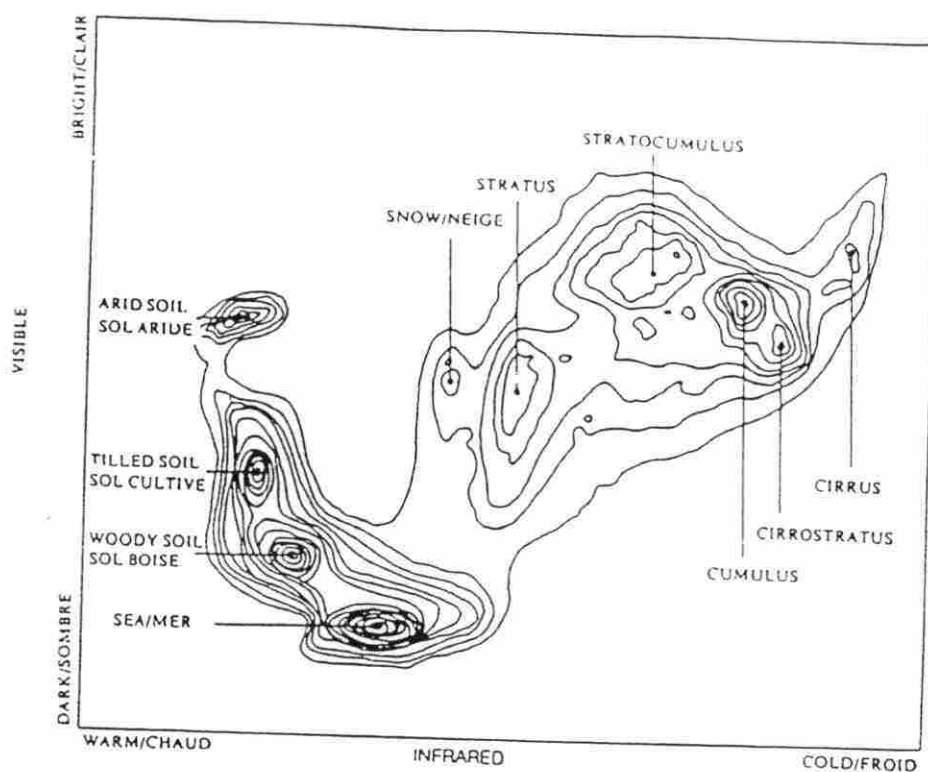 BRIGHT/CLAIR
VISIBLE
DARK/SOMBRE
STRATOCUMULUS
STRATUS
SNOW/NEIGE
ARID SOIL
SOL ARIDE
TILLED SOIL
SOL CULTIVE
WOODY SOIL
SOL BOISE
SEA/MER
CIRRUS
CIRROSTRATUS
CUMULUS
WARM/CHAUD
INFRARED
COLD/FROID